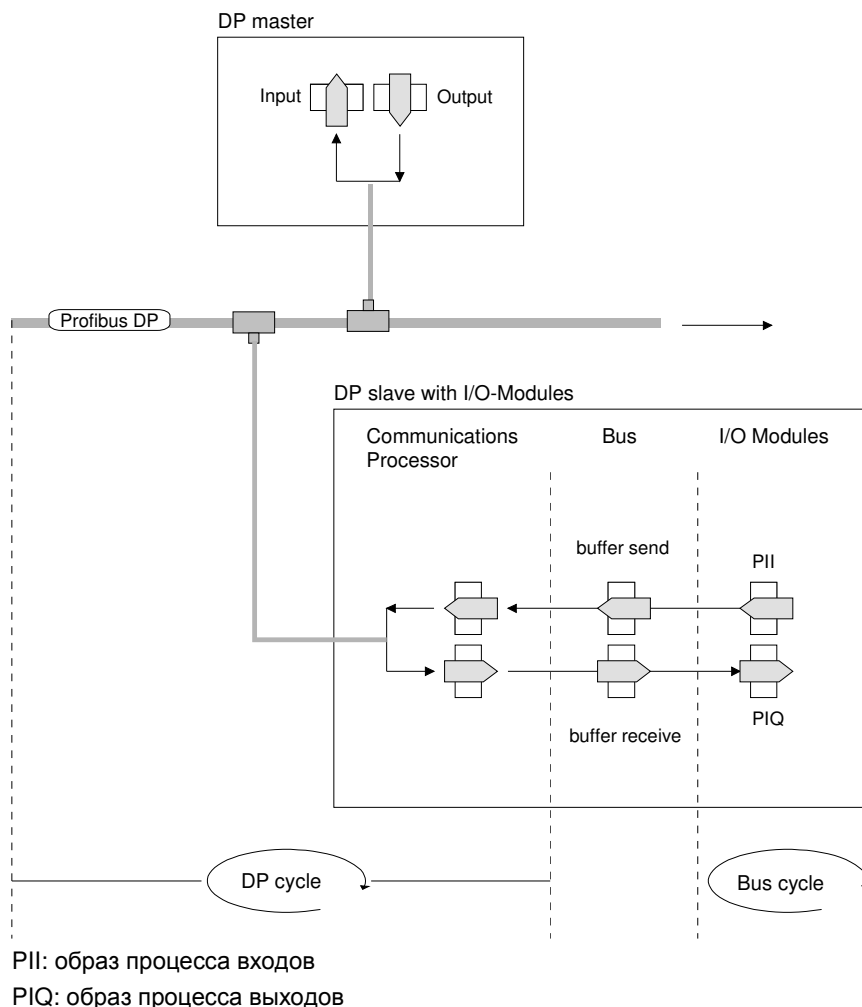 DP master
Input
Output
Profibus DP
DP slave with I/O-Modules
Communications
Processor
Bus
I/O Modules
buffer send
PII
buffer receive
PIQ
DP cycle
Bus cycle
PII: образ процесса входов
PIQ: образ процесса выходов